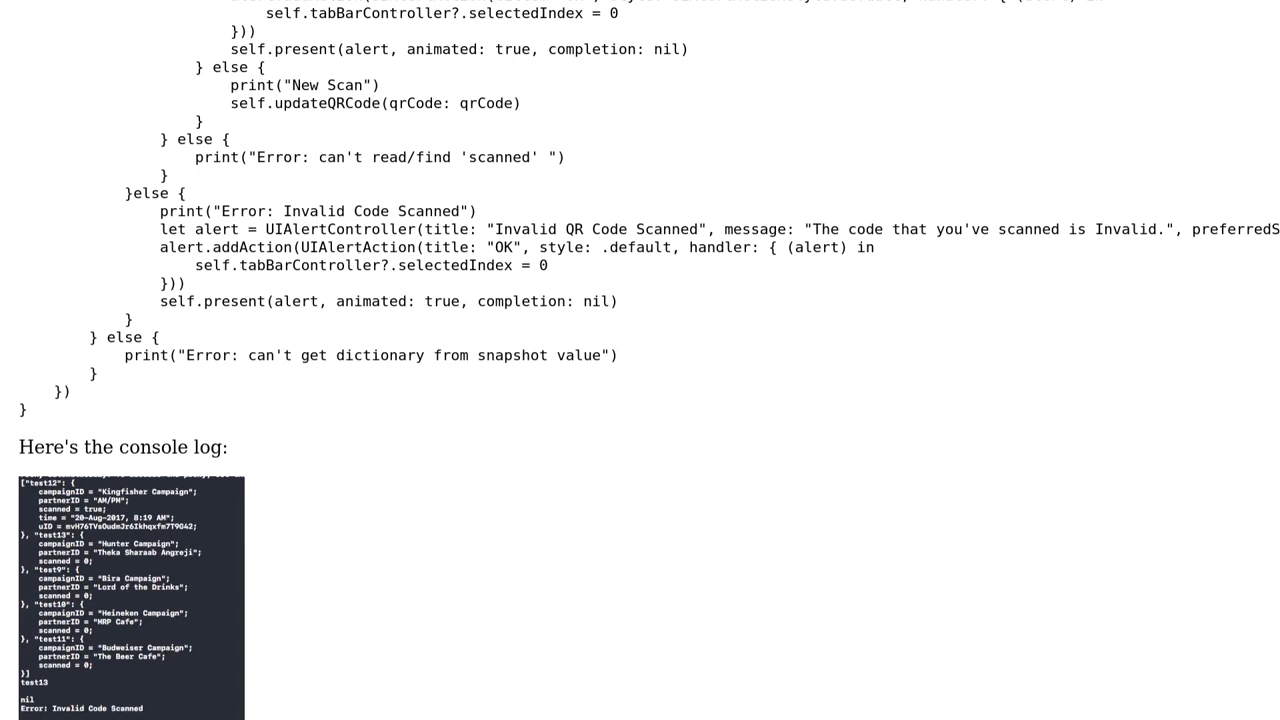 self.tabBarController?.selectedIndex = 0
}))
self.present(alert, animated: true, completion: nil)
} else {
print("New Scan")
self.updateQRCode(qrCode: qrCode)
}
} else {
print("Error: can't read/find 'scanned' ")
}
}else {
print("Error: Invalid Code Scanned")
let alert = UIAlertController(title: "Invalid QR Code Scanned", message: "The code that you've scanned is Invalid.", preferredS
alert.addAction(UIAlertAction(title: "OK", style: .default, handler: { (alert) in
self.tabBarController?.selectedIndex = 0
}))
self.present(alert, animated: true, completion: nil)
}
} else {
print("Error: can't get dictionary from snapshot value")
}
})
}
Here's the console log:
["test12": {
campaignID = "Kingfisher Campaign";
partnerID = "AM/PM";
scanned = true;
time = "20-Aug-2017, 8:19 AM";
uID =
}, "test13": {
campaignID = "Hunter Campaign";
partnerID = "Theka Sharaab Angreji";
scanned = 0;
}, "test9": {
campaignID = "Bira Campaign";
partnerID = "Lord of the Drinks";
scanned = 0;
}, "test10": {
campaignID = "Heineken Campaign";
partnerID = "MRP Cafe";
scanned = 0;
}, "test11": {
campaignID = "Budweiser Campaign";
partnerID = "The Beer Cafe";
scanned = 0;
}]
test13
nil
Error: Invalid Code Scanned